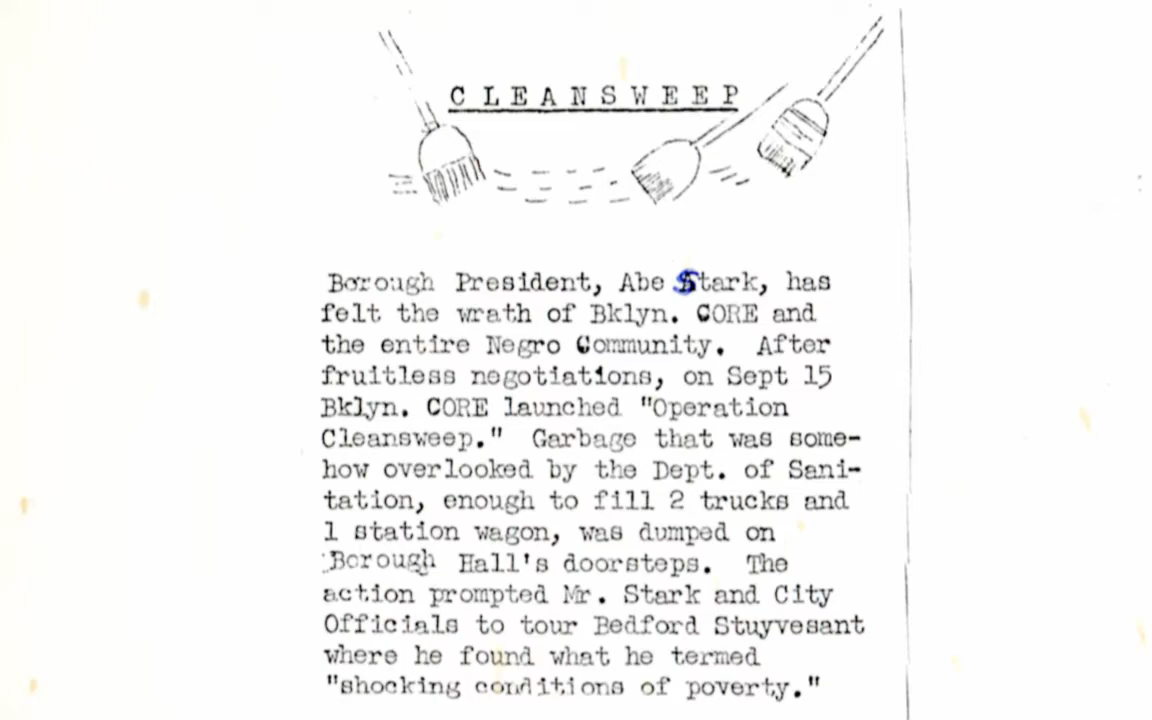 CLEANSWEEP
Borough President, Abe Stark, has
felt the wrath of Bklyn. CORE and
the entire Negro Community. After
fruitless negotiations, on Sept 15
Bklyn. CORE launched "Operation
Cleansweep." Garbage that was some-
how overlooked by the Dept. of Sani-
tation, enough to fill 2 trucks and
1 station wagon, was dumped on
Borough Hall's doorsteps. The
action prompted Mr. Stark and City
Officials to tour Bedford Stuyvesant
where he found what he termed
"shocking conditions of poverty."